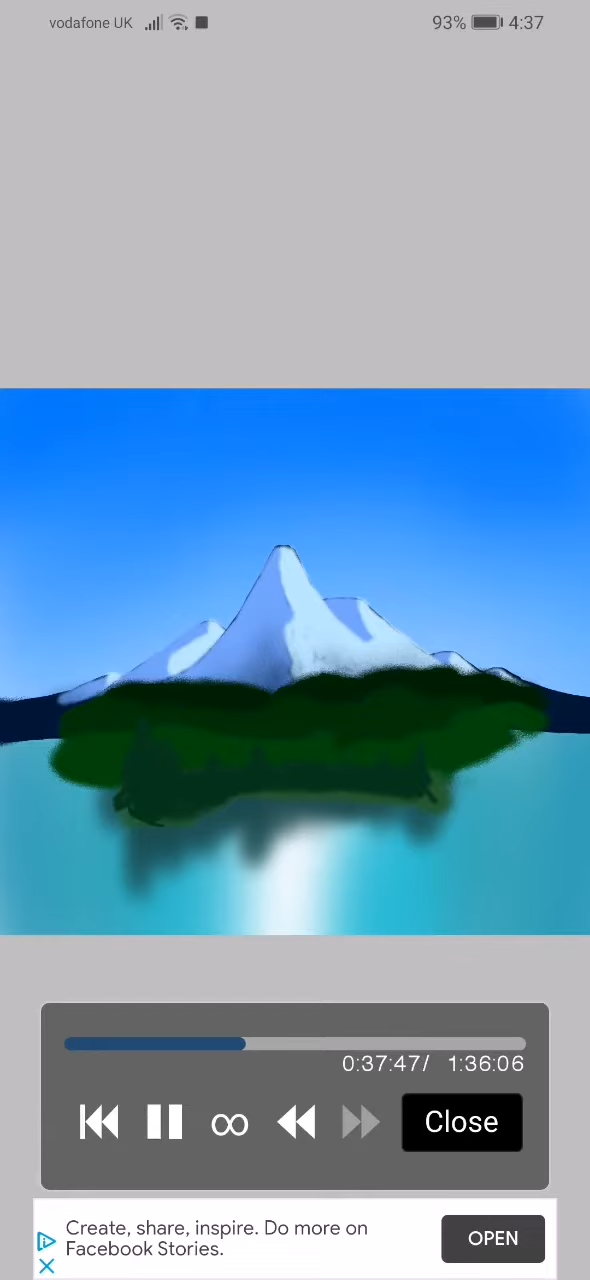 vodafone UK 93% 4:37
0:37:47/ 1:36:06
Close
Create, share, inspire. Do more on
Facebook Stories.
OPEN